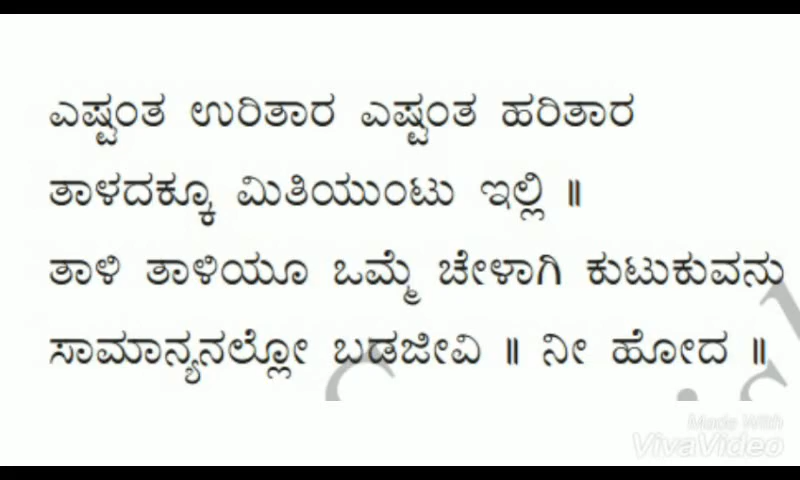 ಎಷ್ಟಂತ ಉರಿತಾರ ಎಷ್ಟಂತ ಹರಿತಾರ
ತಾಳದಕ್ಕೂ ಮಿತಿಯುಂಟು ಇಲ್ಲಿ ॥
ತಾಳಿ ತಾಳಿಯೂ ಒಮ್ಮೆ ಚೇಳಾಗಿ ಕುಟುಕುವನು
ಸಾಮಾನ್ಯನಲ್ಲೋ ಬಡಜೀವಿ ॥ ನೀ ಹೋದ ॥
Made With
VivaVideo